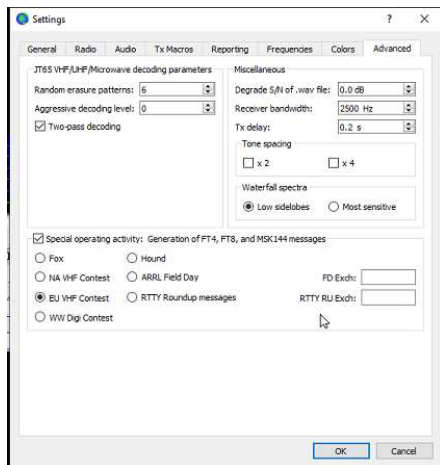 Settings ? X
General Radio Audio Tx Macros Reporting Frequencies Colors Advanced
JT65 VHF/UHF/Microwave decoding parameters
Random erasure patterns: 6
Aggressive decoding level: 0
Two-pass decoding
Miscellaneous
Degrade S/N of .wav file: 0.0 dB
Receiver bandwidth: 2500 Hz
Tx delay: 0.2 s
Tone spacing
x 2 x 4
Waterfall spectra
Low sidelobes Most sensitive
Special operating activity: Generation of FT4, FT8, and MSK144 messages
Fox Hound
NA VHF Contest ARRL Field Day FD Exch:
EU VHF Contest RTTY Roundup messages RTTY RU Exch:
WW Digi Contest
OK Cancel